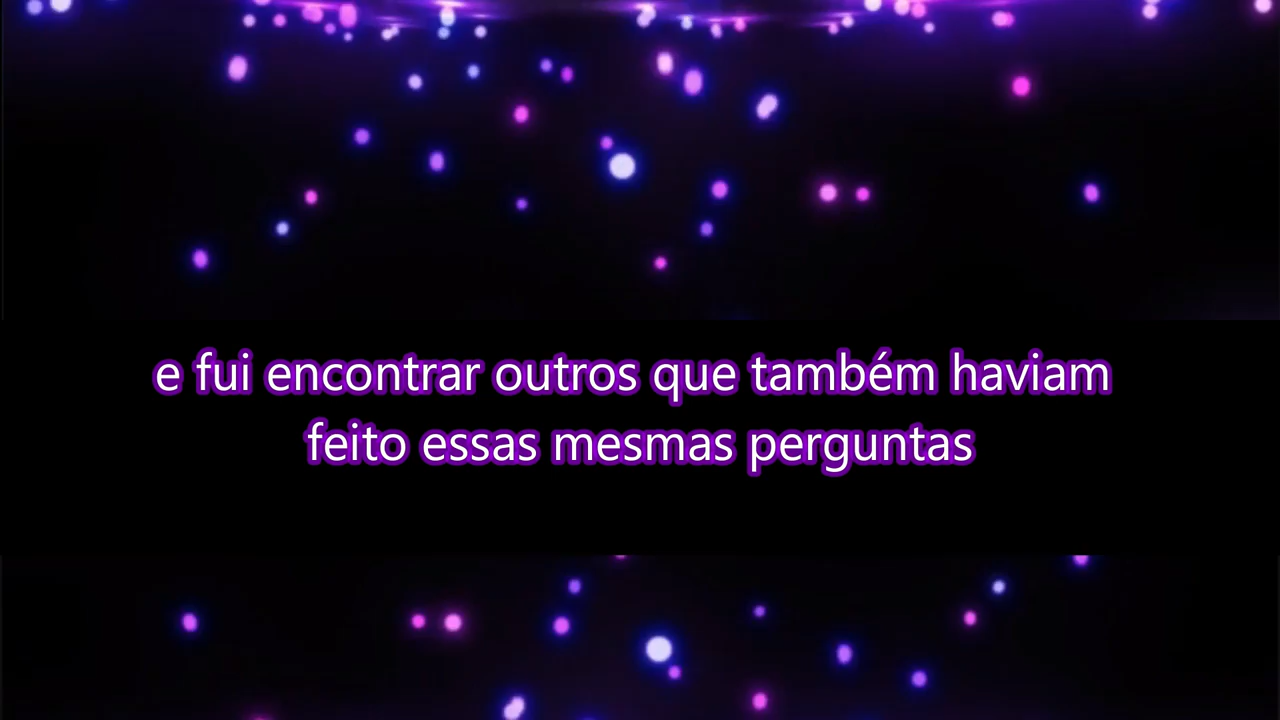 e fui encontrar outros que também haviam
feito essas mesmas perguntas